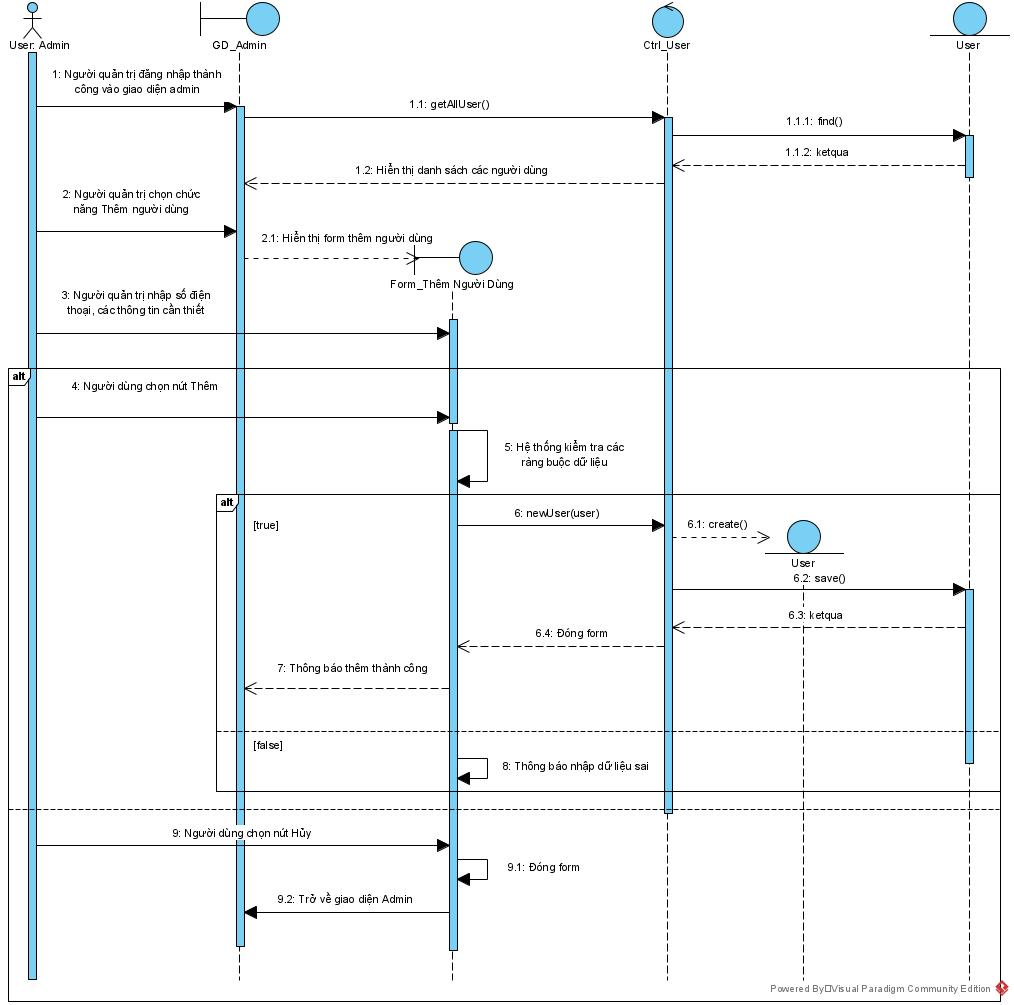 User: Admin
GD_Admin
Ctrl_User
User
1: Người quản trị đăng nhập thành
công vào giao diện admin
1.1: getAllUser()
1.1.1: find()
1.1.2: ketqua
1.2: Hiển thị danh sách các người dùng
2: Người quản trị chọn chức
năng Thêm người dùng
2.1: Hiển thị form thêm người dùng
Form_Thêm Người Dùng
3: Người quản trị nhập số điện
thoại, các thông tin cần thiết
alt
4: Người dùng chọn nút Thêm
5: Hệ thống kiểm tra các
ràng buộc dữ liệu
alt
[true]
6: newUser(user)
6.1: create()
User
6.2: save()
6.3: ketqua
6.4: Đóng form
7: Thông báo thêm thành công
[false]
8: Thông báo nhập dữ liệu sai
9: Người dùng chọn nút Hủy
9.1: Đóng form
9.2: Trở về giao diện Admin
Powered By Visual Paradigm Community Edition